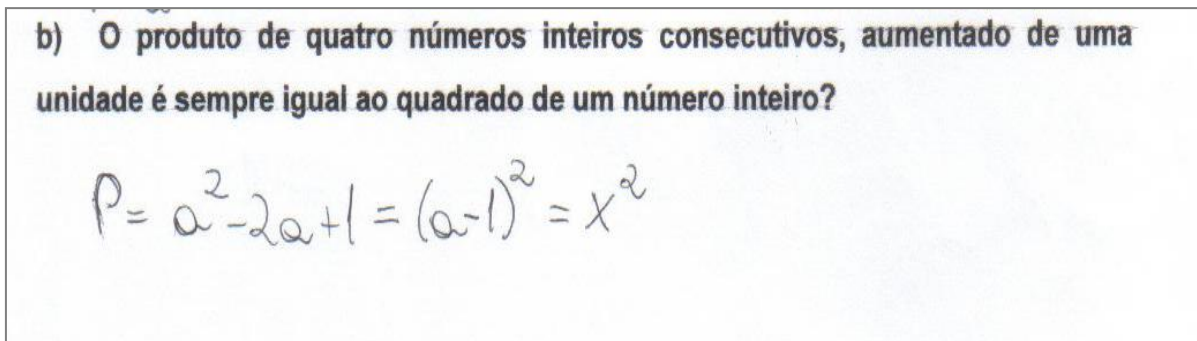 b) O produto de quatro números inteiros consecutivos, aumentado de uma
unidade é sempre igual ao quadrado de um número inteiro?
P = a² - 2a + 1 = (a - 1)² = x²